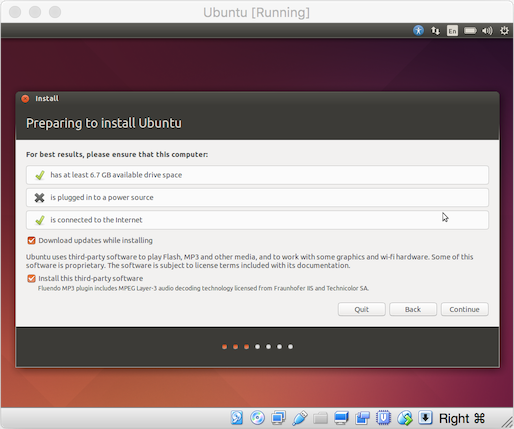 Ubuntu [Running]
En
Install
Preparing to install Ubuntu
For best results, please ensure that this computer:
has at least 6.7 GB available drive space
is plugged in to a power source
is connected to the Internet
Download updates while installing
Ubuntu uses third-party software to play Flash, MP3 and other media, and to work with some graphics and wi-fi hardware. Some of this
software is proprietary. The software is subject to license terms included with its documentation.
Install this third-party software
Fluendo MP3 plugin includes MPEG Layer-3 audio decoding technology licensed from Fraunhofer IIS and Technicolor SA.
Quit Back Continue
Right ⌘